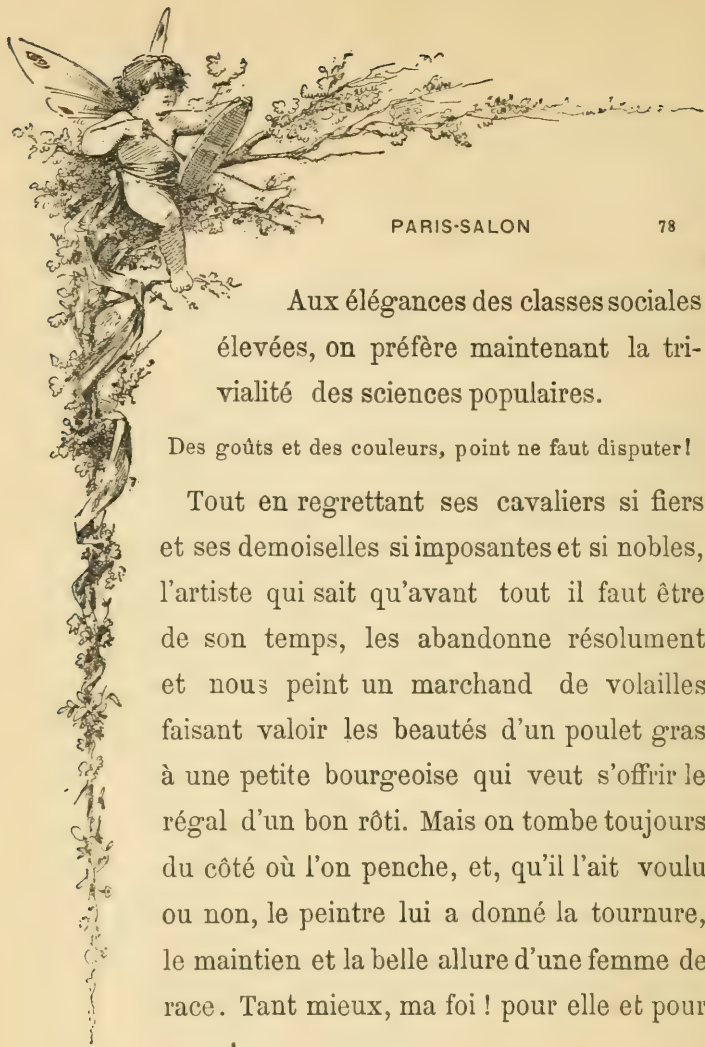 PARIS-SALON 78
Aux élégances des classes sociales
élevées, on préfère maintenant la tri-
vialité des sciences populaires.
Des goûts et des couleurs, point ne faut disputer!
Tout en regrettant ses cavaliers si fiers
et ses demoiselles si imposantes et si nobles,
l'artiste qui sait qu'avant tout il faut être
de son temps, les abandonne résolument
et nous peint un marchand de volailles
faisant valoir les beautés d'un poulet gras
à une petite bourgeoise qui veut s'offrir le
régal d'un bon rôti. Mais on tombe toujours
du côté où l'on penche, et, qu'il l'ait voulu
ou non, le peintre lui a donné la tournure,
le maintien et la belle allure d'une femme de
race. Tant mieux, ma foi ! pour elle et pour